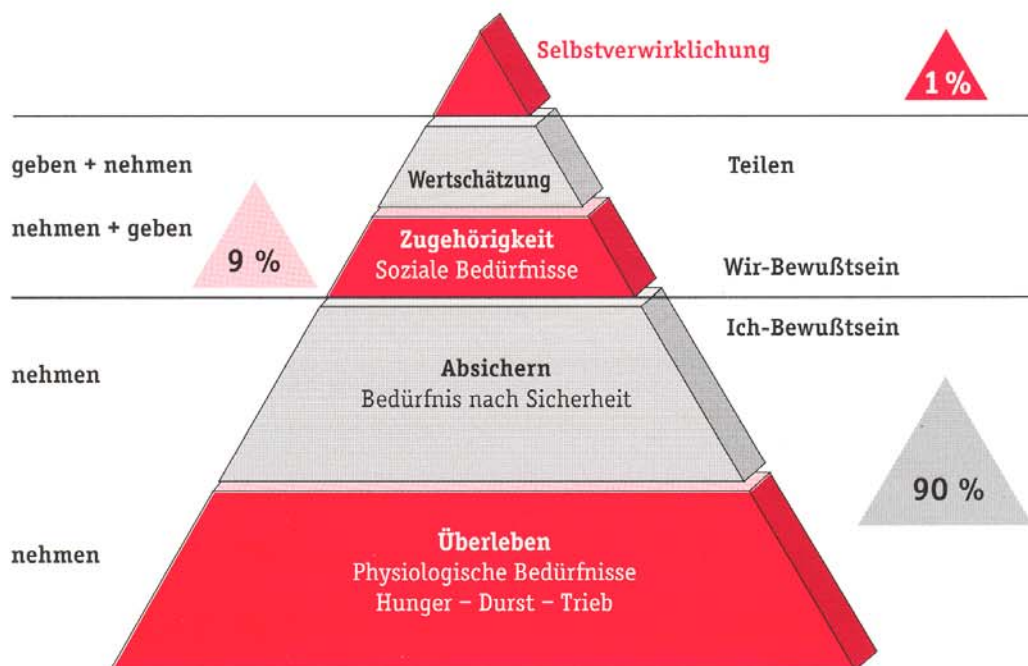 Selbstverwirklichung
1 %
geben + nehmen
Wertschätzung
Teilen
nehmen + geben
9 %
Zugehörigkeit
Soziale Bedürfnisse
Wir-Bewußtsein
Ich-Bewußtsein
nehmen
Absichern
Bedürfnis nach Sicherheit
90 %
nehmen
Überleben
Physiologische Bedürfnisse
Hunger – Durst – Trieb